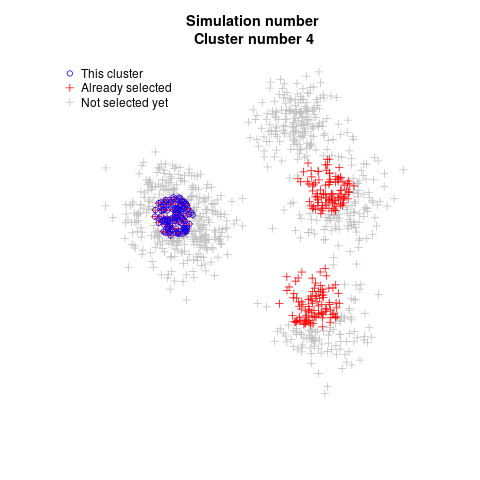 Simulation number
Cluster number 4
This cluster
Already selected
Not selected yet